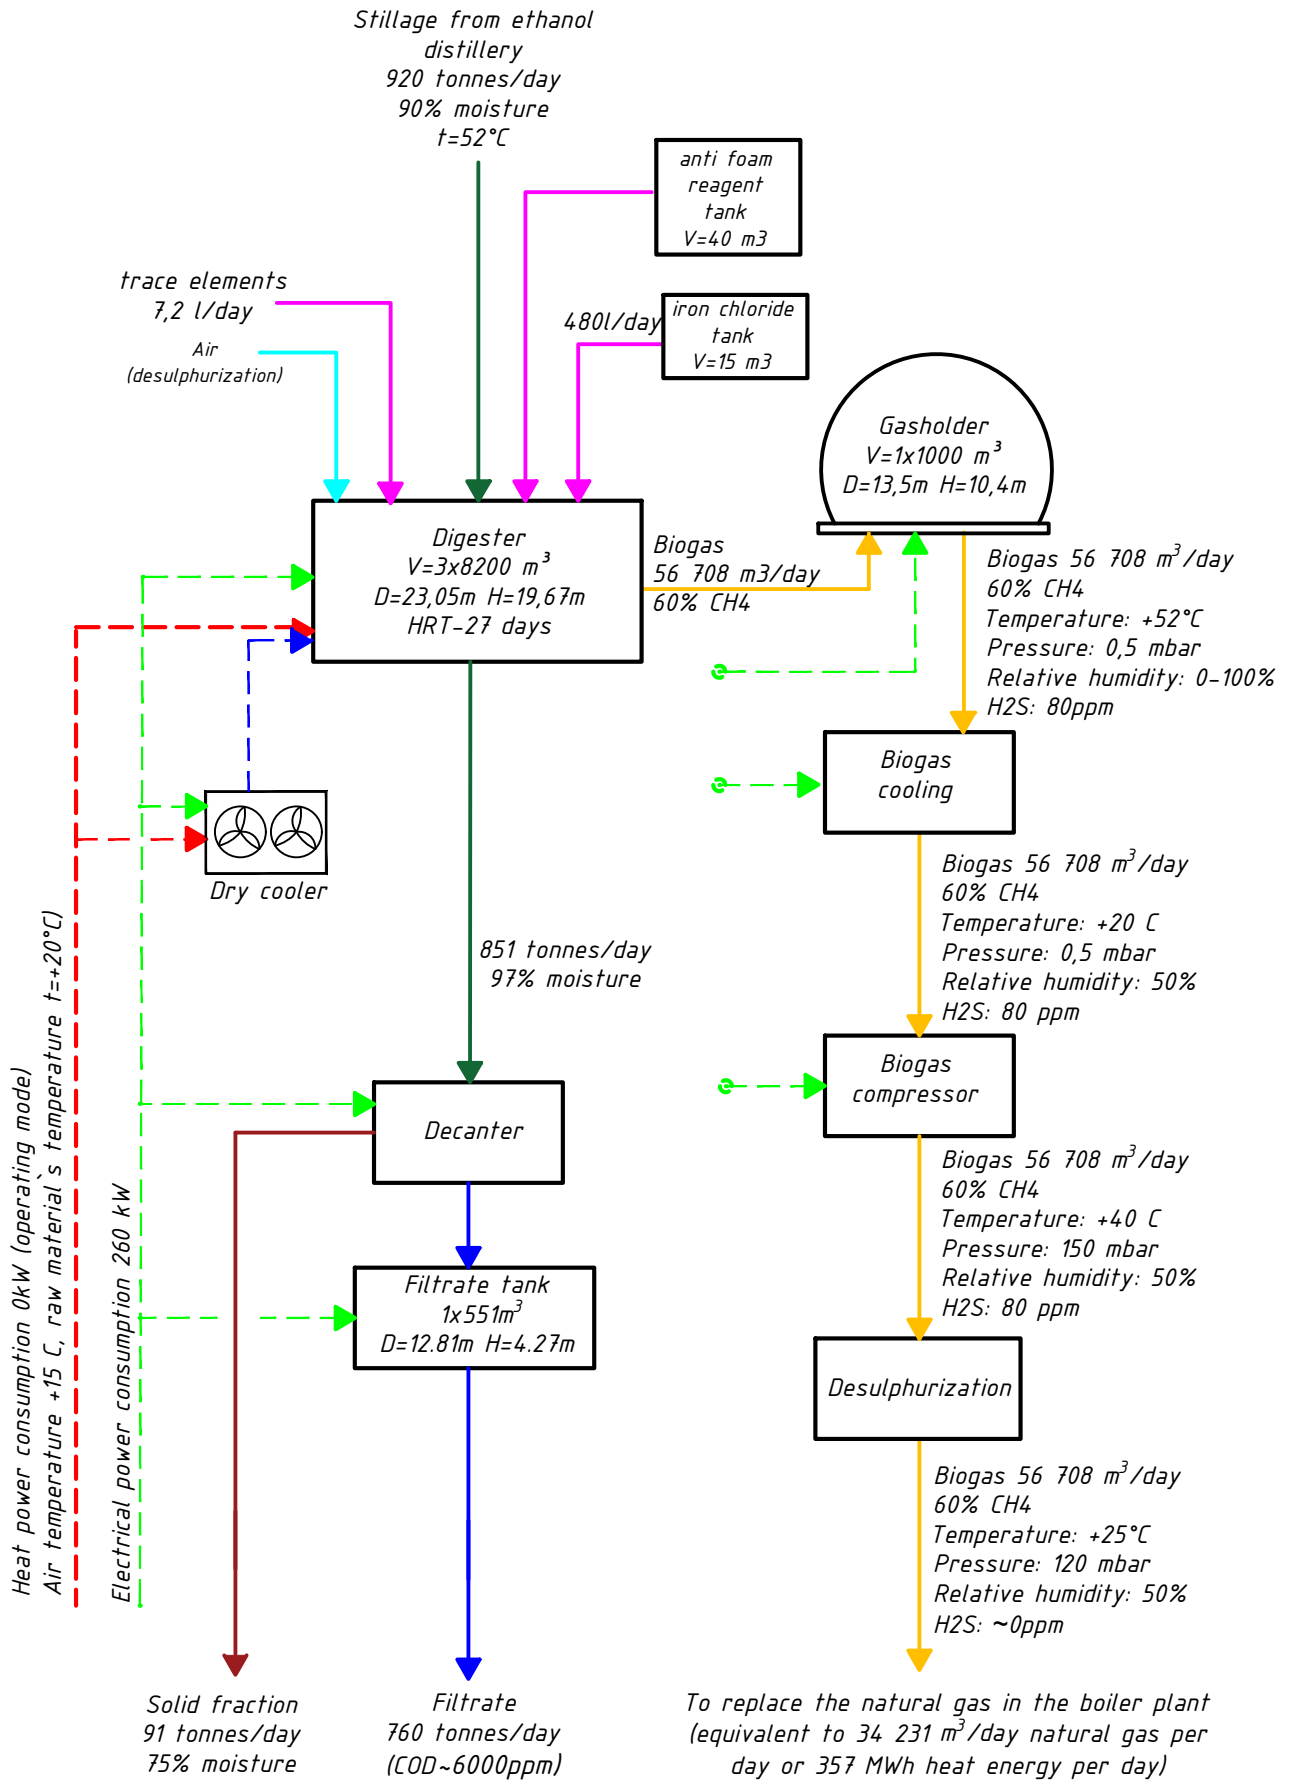 Stillage from ethanol
distillery
920 tonnes/day
90% moisture
t=52°C
anti foam
reagent
tank
V=40 m3
trace elements
7,2 l/day
Air
(desulphurization)
480l/day
iron chloride
tank
V=15 m3
Gasholder
V=1x1000 m³
D=13,5m H=10,4m
Digester
V=3x8200 m³
D=23,05m H=19,67m
HRT-27 days
Biogas
56 708 m3/day
60% CH4
Biogas 56 708 m³/day
60% CH4
Temperature: +52°C
Pressure: 0,5 mbar
Relative humidity: 0-100%
H2S: 80ppm
Biogas
cooling
Dry cooler
Biogas 56 708 m³/day
60% CH4
Temperature: +20 C
Pressure: 0,5 mbar
Relative humidity: 50%
H2S: 80 ppm
851 tonnes/day
97% moisture
Biogas
compressor
Decanter
Biogas 56 708 m³/day
60% CH4
Temperature: +40 C
Pressure: 150 mbar
Relative humidity: 50%
H2S: 80 ppm
Filtrate tank
1x551m³
D=12.81m H=4.27m
Desulphurization
Biogas 56 708 m³/day
60% CH4
Temperature: +25°C
Pressure: 120 mbar
Relative humidity: 50%
H2S: ~0ppm
Heat power consumption 0kW (operating mode)
Air temperature +15 C, raw material`s temperature t=+20°C)
Electrical power consumption 260 kW
Solid fraction
91 tonnes/day
75% moisture
Filtrate
760 tonnes/day
(COD~6000ppm)
To replace the natural gas in the boiler plant
(equivalent to 34 231 m³/day natural gas per
day or 357 MWh heat energy per day)